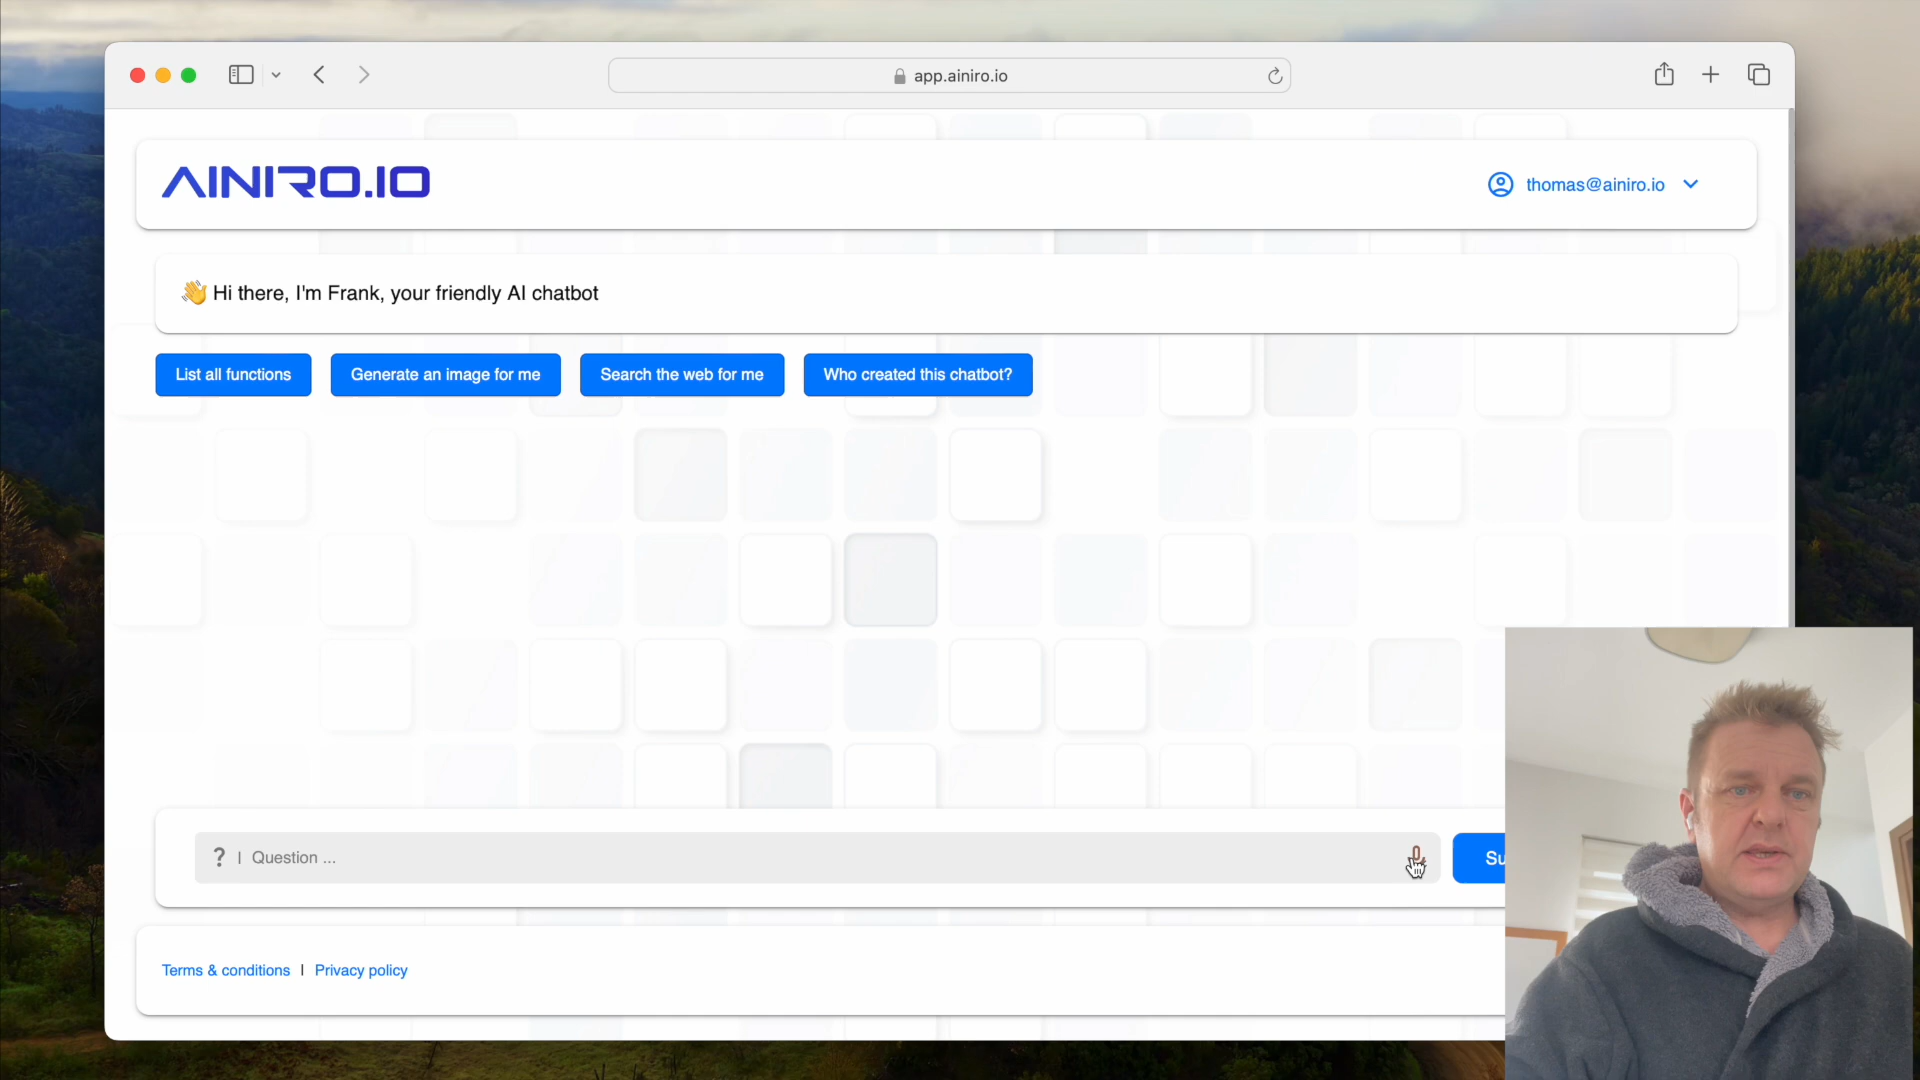 app.ainiro.io
AINIRO.IO
thomas@ainiro.io
👋 Hi there, I'm Frank, your friendly AI chatbot
List all functions
Generate an image for me
Search the web for me
Who created this chatbot?
? | Question ...
Su
Terms & conditions | Privacy policy